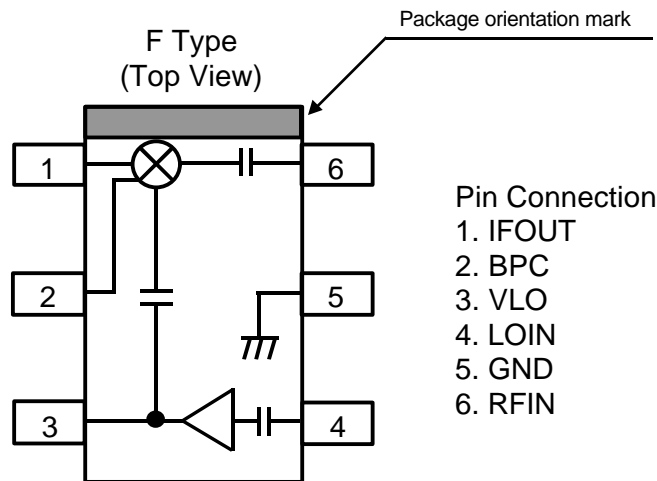 Package orientation mark
F Type
(Top View)
1
6
2
5
3
4
Pin Connection
1. IFOUT
2. BPC
3. VLO
4. LOIN
5. GND
6. RFIN